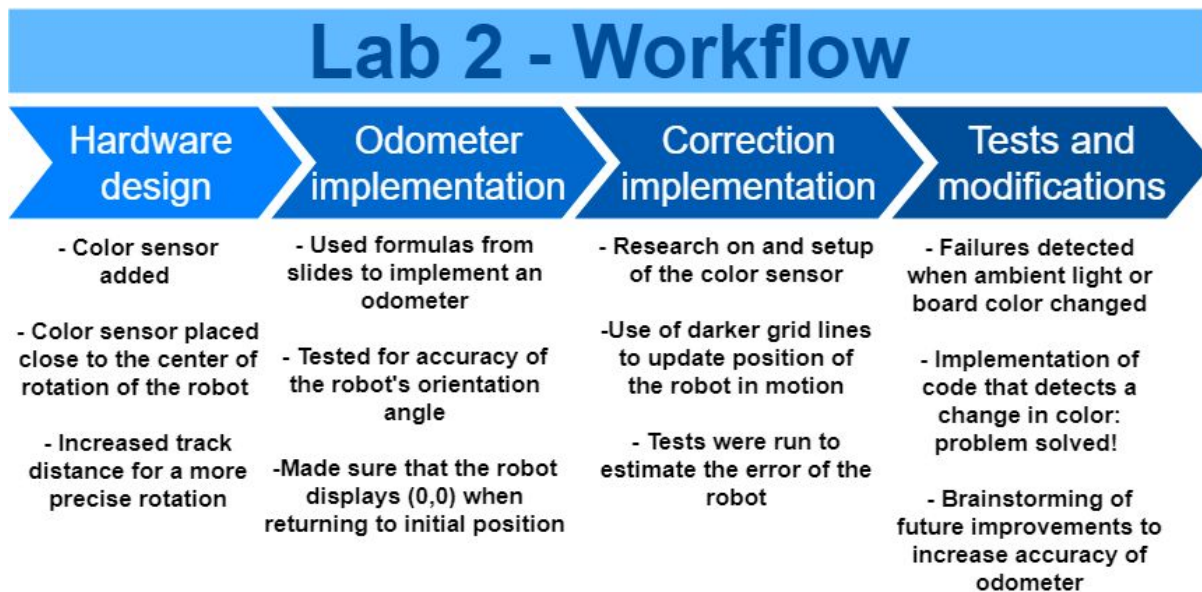 Lab 2 - Workflow
Hardware
design
Odometer
implementation
Correction
implementation
Tests and
modifications
- Color sensor
added
- Color sensor placed
close to the center of
rotation of the robot
- Increased track
distance for a more
precise rotation
- Used formulas from
slides to implement an
odometer
- Tested for accuracy of
the robot's orientation
angle
-Made sure that the robot
displays (0,0) when
returning to initial position
- Research on and setup
of the color sensor
-Use of darker grid lines
to update position of
the robot in motion
- Tests were run to
estimate the error of the
robot
- Failures detected
when ambient light or
board color changed
- Implementation of
code that detects a
change in color:
problem solved!
- Brainstorming of
future improvements to
increase accuracy of
odometer